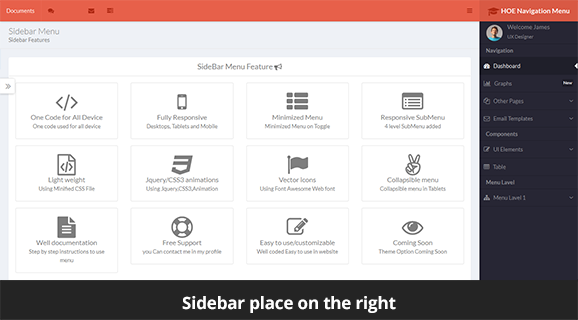 Documents
HOE Navigation Menu
Sidebar Menu
Sidebar Features
Welcome James
UX Designer
Navigation
Dashboard
Graphs
New
Other Pages
Email Templates
Components
UI Elements
Table
Menu Level
Menu Level 1
SideBar Menu Feature
One Code for All Device
One code used for all device
Fully Responsive
Desktops, Tablets and Mobile
Minimized Menu
Minimized Menu on Toggle
Responsive SubMenu
4 level SubMenu added
Light weight
Using Minified CSS File
Jquery/CSS3 animations
Using Jquery,CSS3,Animation
Vector icons
Using Font Awesome Web font
Collapsible menu
Collapsible menu in Tablets
Well documentation
Step by step instructions to use
menu
Free Support
you can Contact me in my profile
Easy to use/customizable
Well coded Easy to use in website
Coming Soon
Theme Option Coming Soon
Sidebar place on the right